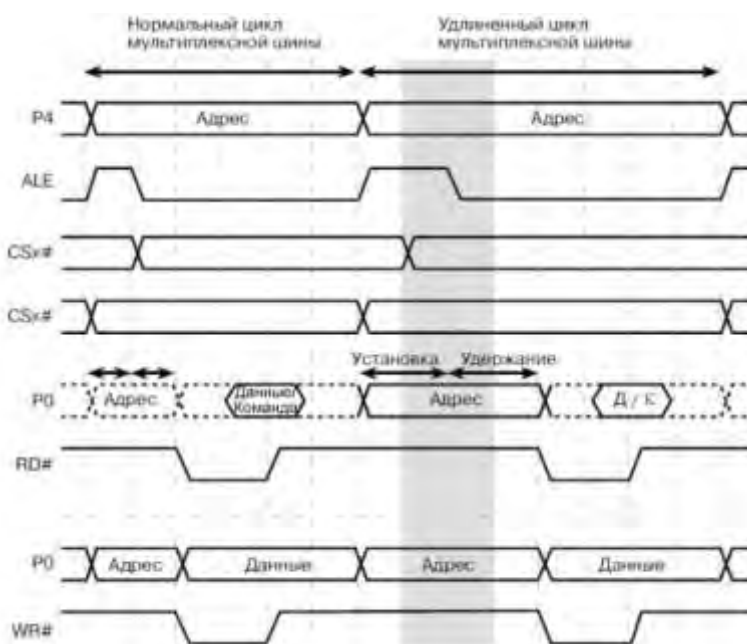 Нормальный цикл
мультиплексной шины
Удлиненный цикл
мультиплексной шины
P4
Адрес
Адрес
ALE
CSx#
CSx#
Установка
Удержание
P0
Адрес
Данные/
Команда
Адрес
Д / К
RD#
P0
Адрес
Данные
Адрес
Данные
WR#